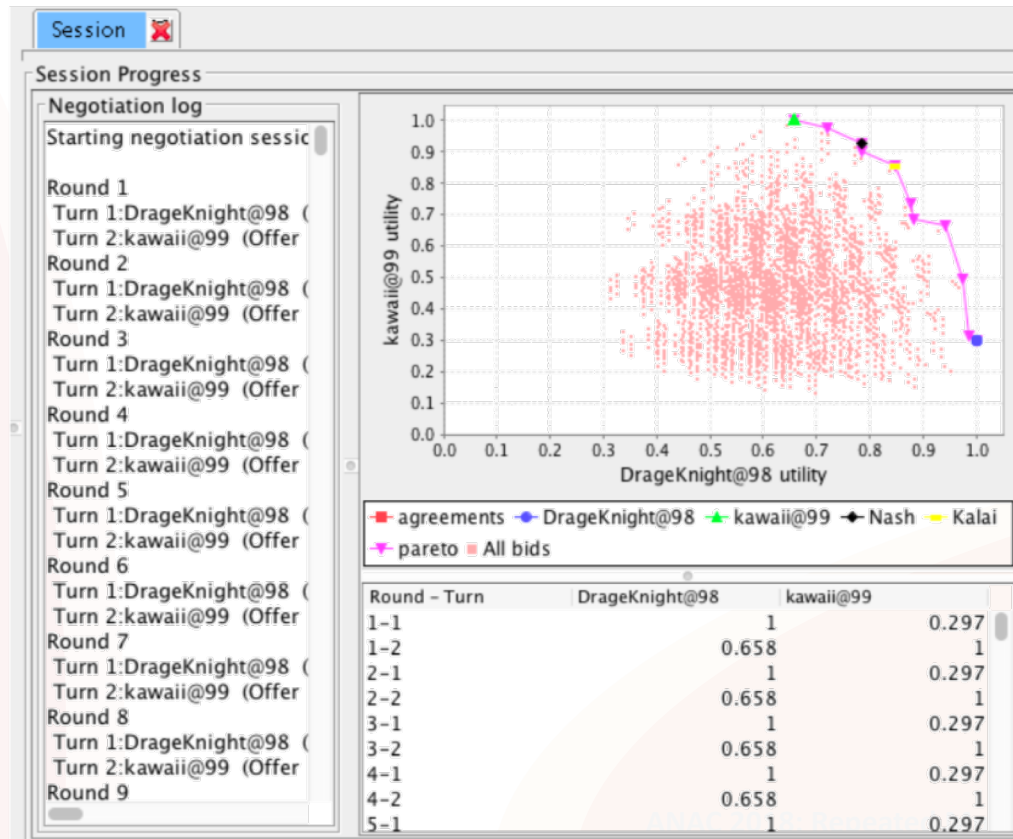 Session
Session Progress
Negotiation log
Starting negotiation sessic
Round 1
Turn 1:DrageKnight@98 (
Turn 2:kawaii@99 (Offer
Round 2
Turn 1:DrageKnight@98 (
Turn 2:kawaii@99 (Offer
Round 3
Turn 1:DrageKnight@98 (
Turn 2:kawaii@99 (Offer
Round 4
Turn 1:DrageKnight@98 (
Turn 2:kawaii@99 (Offer
Round 5
Turn 1:DrageKnight@98 (
Turn 2:kawaii@99 (Offer
Round 6
Turn 1:DrageKnight@98 (
Turn 2:kawaii@99 (Offer
Round 7
Turn 1:DrageKnight@98 (
Turn 2:kawaii@99 (Offer
Round 8
Turn 1:DrageKnight@98 (
Turn 2:kawaii@99 (Offer
Round 9
kawaii@99 utility
1.0
0.9
0.8
0.7
0.6
0.5
0.4
0.3
0.2
0.1
0.0
0.0 0.1 0.2 0.3 0.4 0.5 0.6 0.7 0.8 0.9 1.0
DrageKnight@98 utility
agreements DrageKnight@98 kawaii@99 Nash Kalai
pareto All bids
Round – Turn DrageKnight@98 kawaii@99
1-1 1 0.297
1-2 0.658 1
2-1 1 0.297
2-2 0.658 1
3-1 1 0.297
3-2 0.658 1
4-1 1 0.297
4-2 0.658 1
5-1 1 0.297